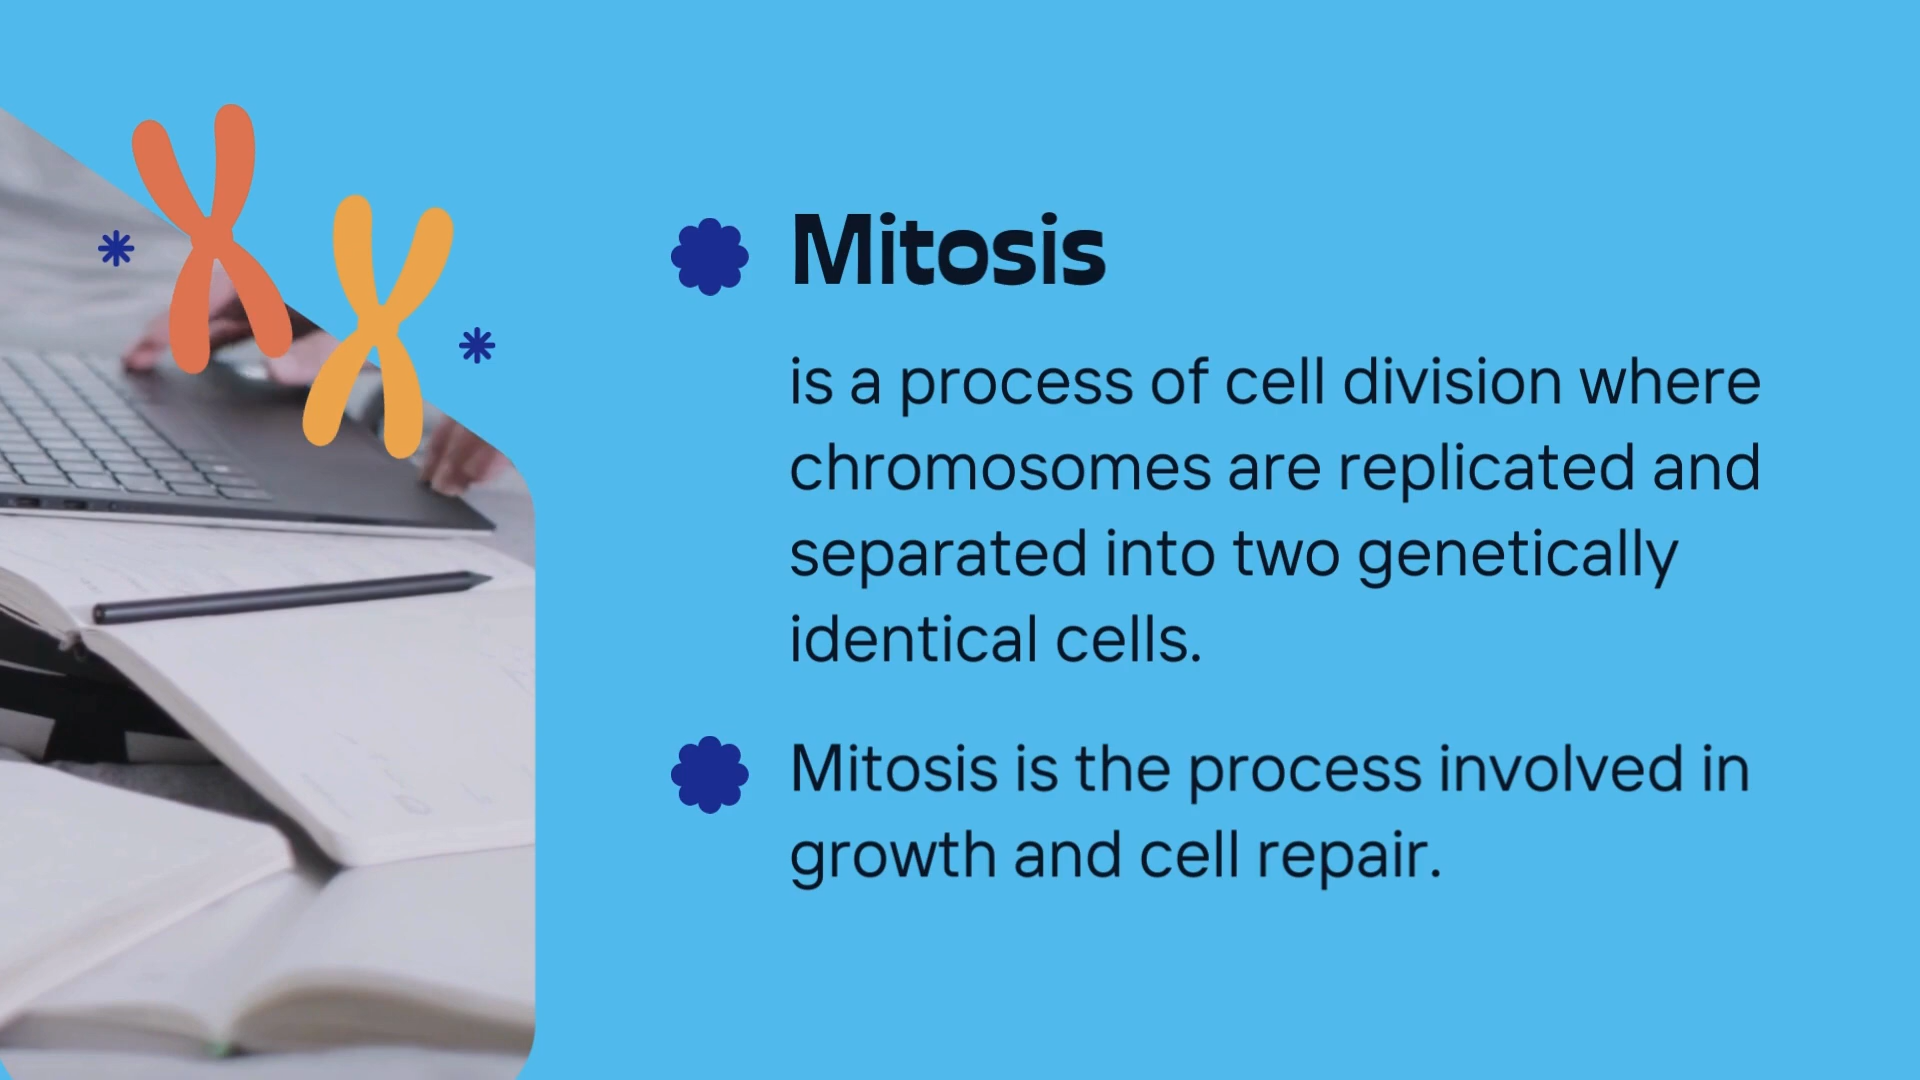 Mitosis
is a process of cell division where
chromosomes are replicated and
separated into two genetically
identical cells.
Mitosis is the process involved in
growth and cell repair.